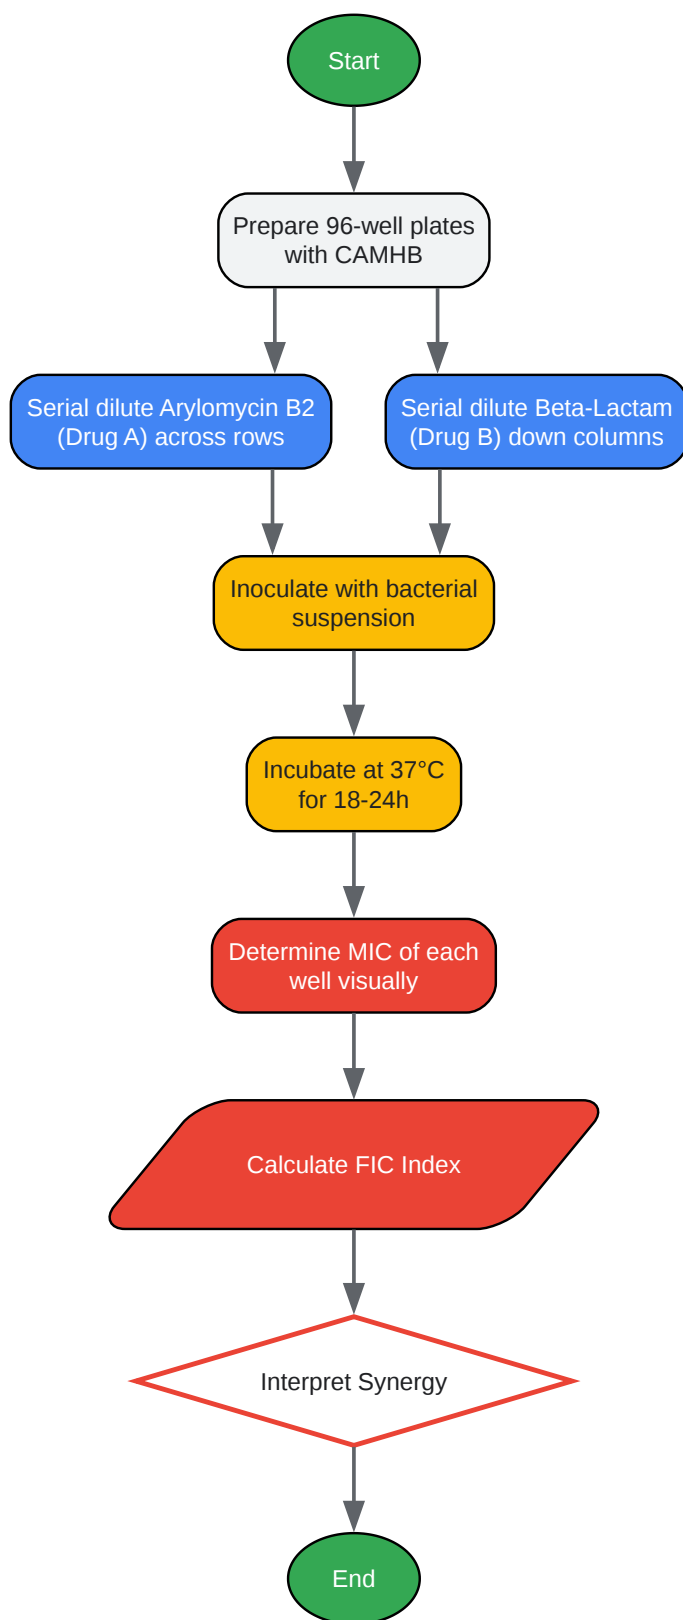 Start
Prepare 96-well plates
with CAMHB
Serial dilute Arylomycin B2
(Drug A) across rows
Serial dilute Beta-Lactam
(Drug B) down columns
Inoculate with bacterial
suspension
Incubate at 37°C
for 18-24h
Determine MIC of each
well visually
Calculate FIC Index
Interpret Synergy
End